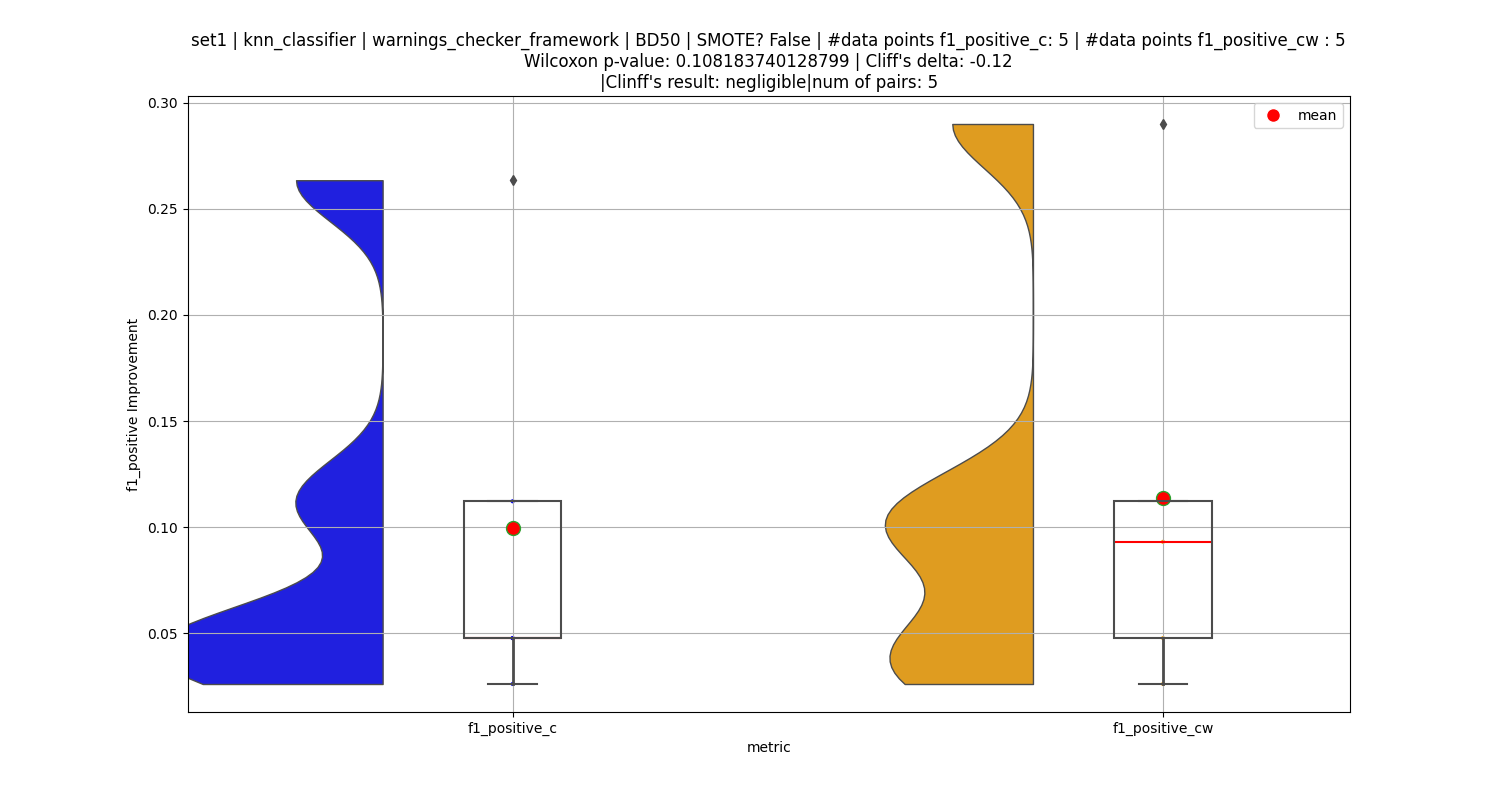 set1 | knn_classifier | warnings_checker_framework | BD50 | SMOTE? False | #data points f1_positive_c: 5 | #data points f1_positive_cw : 5
Wilcoxon p-value: 0.108183740128799 | Cliff's delta: -0.12
|Clinff's result: negligible|num of pairs: 5
mean
0.30
0.25
0.20
0.15
0.10
0.05
f1_positive Improvement
f1_positive_c
f1_positive_cw
metric